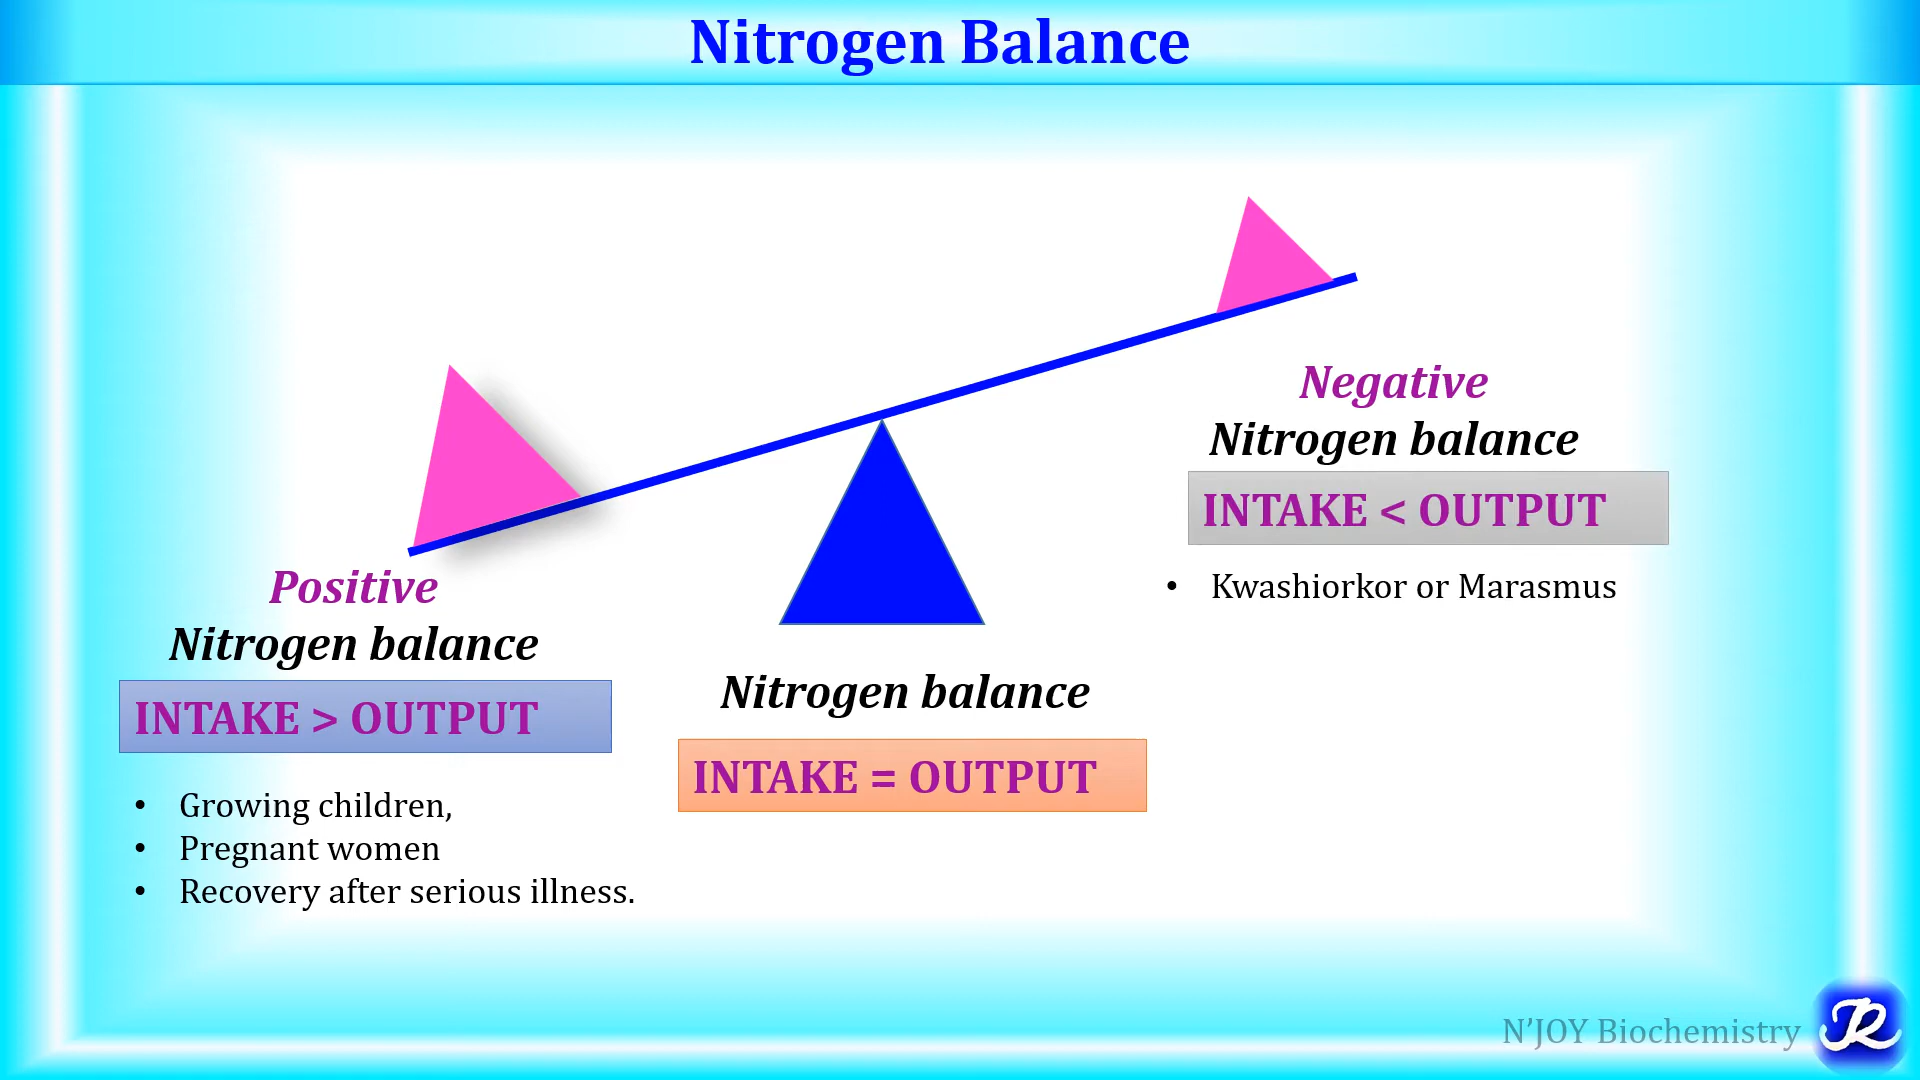 Nitrogen Balance
Positive
Nitrogen balance
INTAKE > OUTPUT
• Growing children,
• Pregnant women
• Recovery after serious illness.
Nitrogen balance
INTAKE = OUTPUT
Negative
Nitrogen balance
INTAKE < OUTPUT
• Kwashiorkor or Marasmus
N’JOY Biochemistry
R